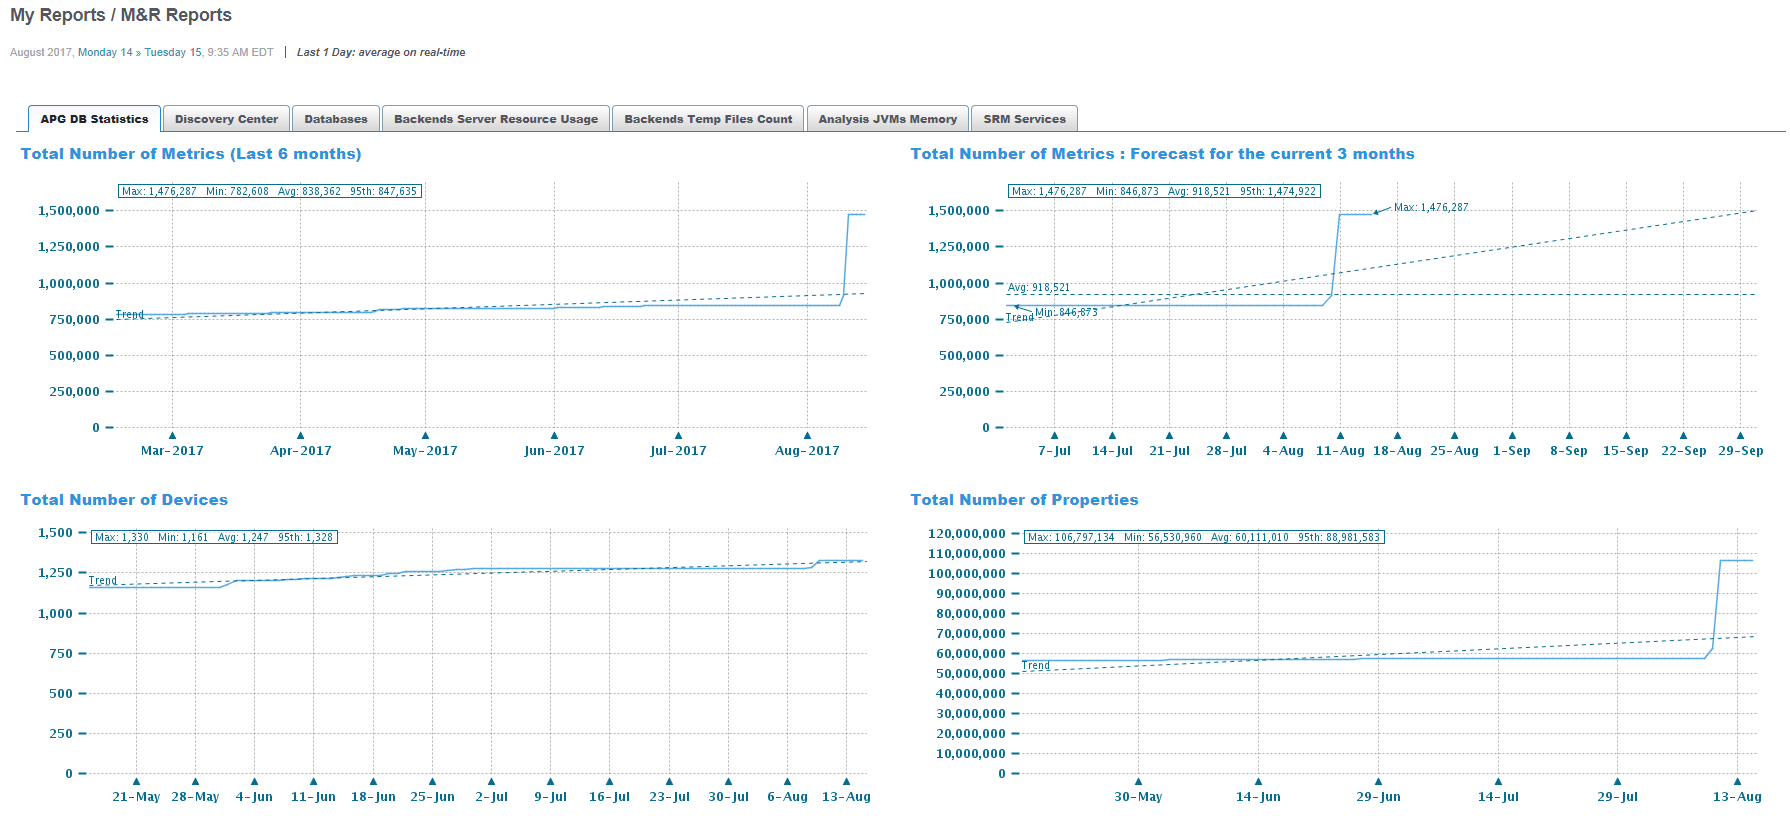 My Reports / M&R Reports
August 2017, Monday 14 » Tuesday 15, 9:35 AM EDT | Last 1 Day: average on real-time
APG DB Statistics Discovery Center Databases Backends Server Resource Usage Backends Temp Files Count Analysis JVMs Memory SRM Services
Total Number of Metrics (Last 6 months)
Max: 1,476,287 Min: 782,608 Avg: 838,362 95th: 847,635
1,500,000
1,250,000
1,000,000
750,000
500,000
250,000
0
Trend
Mar-2017 Apr-2017 May-2017 Jun-2017 Jul-2017 Aug-2017
Total Number of Metrics : Forecast for the current 3 months
Max: 1,476,287 Min: 846,873 Avg: 918,521 95th: 1,474,922
Max: 1,476,287
1,500,000
1,250,000
1,000,000
750,000
500,000
250,000
0
Avg: 918,521
Min: 846,873
Trend
7-Jul 14-Jul 21-Jul 28-Jul 4-Aug 11-Aug 18-Aug 25-Aug 1-Sep 8-Sep 15-Sep 22-Sep 29-Sep
Total Number of Devices
Max: 1,330 Min: 1,161 Avg: 1,247 95th: 1,328
1,500
1,250
1,000
750
500
250
0
Trend
21-May 28-May 4-Jun 11-Jun 18-Jun 25-Jun 2-Jul 9-Jul 16-Jul 23-Jul 30-Jul 6-Aug 13-Aug
Total Number of Properties
Max: 106,797,134 Min: 56,530,960 Avg: 60,111,010 95th: 88,981,583
120,000,000
110,000,000
100,000,000
90,000,000
80,000,000
70,000,000
60,000,000
50,000,000
40,000,000
30,000,000
20,000,000
10,000,000
0
Trend
30-May 14-Jun 29-Jun 14-Jul 29-Jul 13-Aug